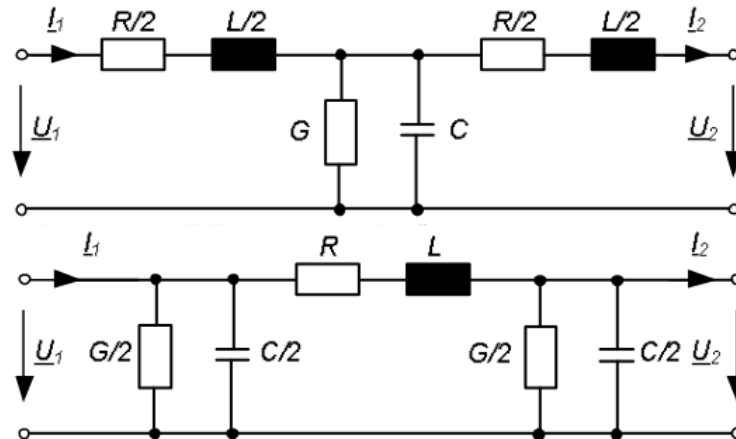 I1 R/2 L/2 R/2 L/2 I2
U1 G C U2
I1 R L I2
U1 G/2 C/2 G/2 C/2 U2